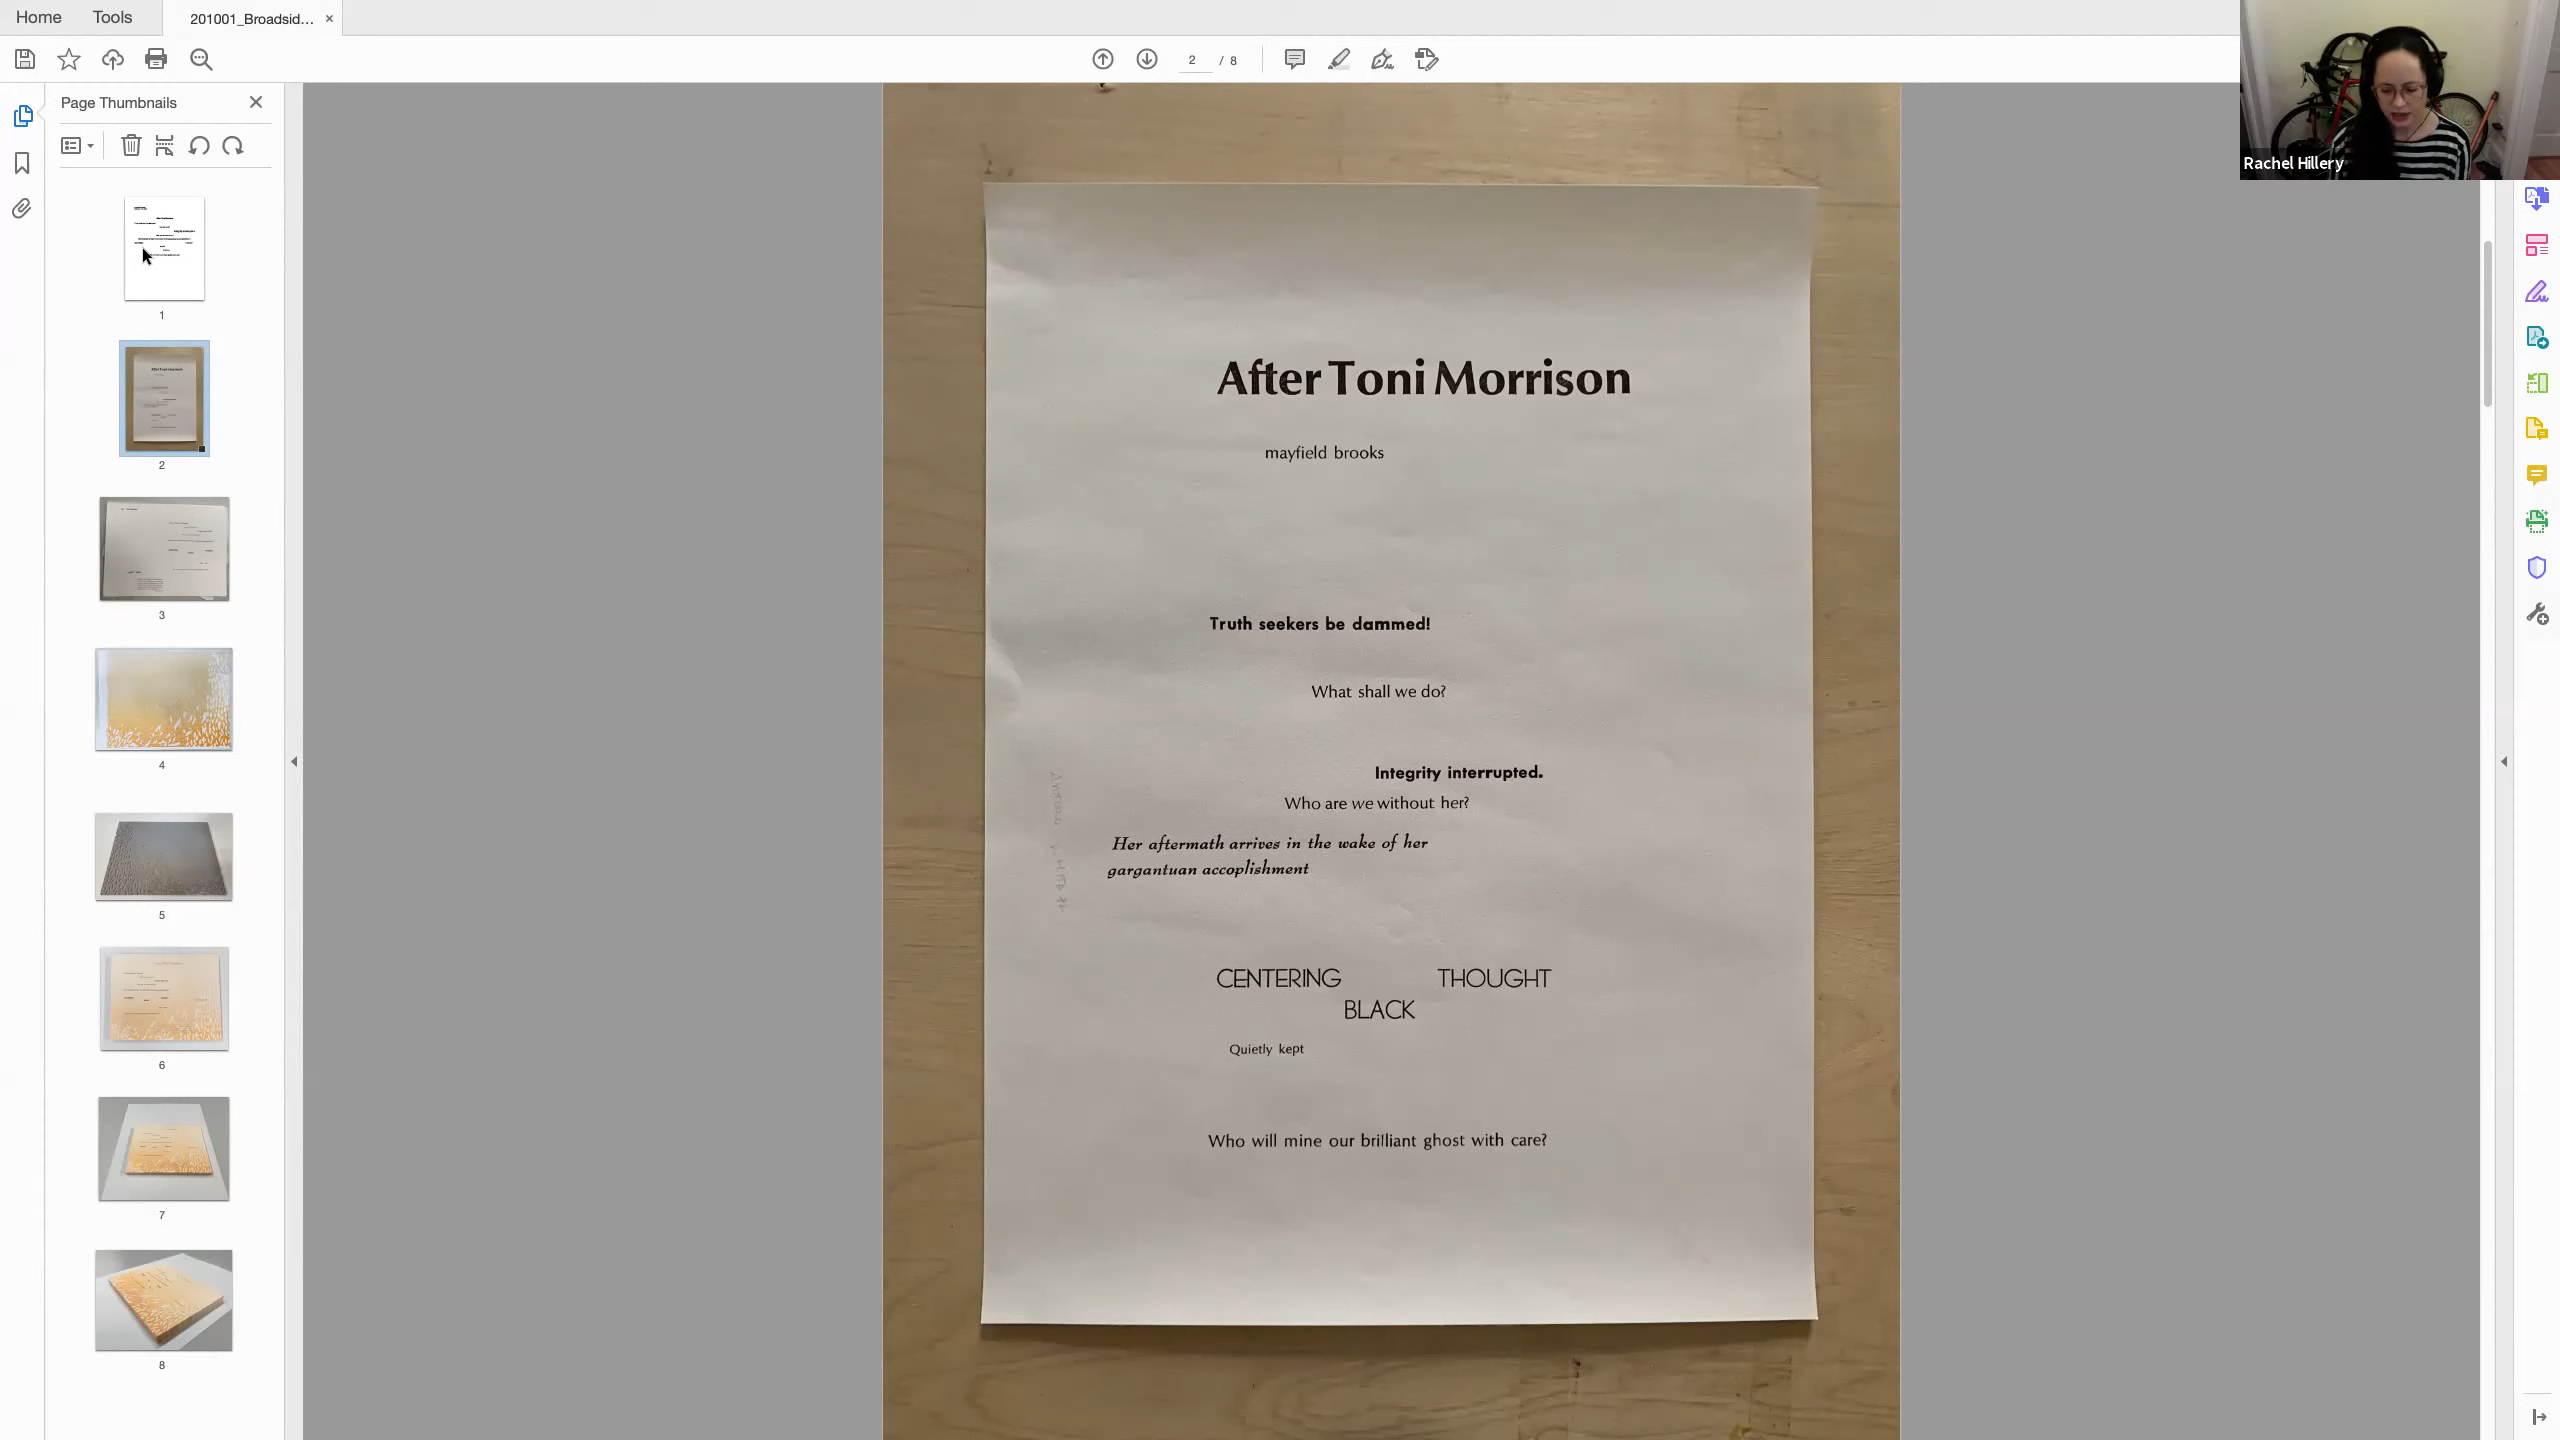 Home
Tools
201001_Broadsid...
2 / 8
Page Thumbnails
Rachel Hillery
1
2
3
4
5
6
7
8
After Toni Morrison
mayfield brooks
Truth seekers be dammed!
What shall we do?
Integrity interrupted.
Who are we without her?
Her aftermath arrives in the wake of her
gargantuan accoplishment
CENTERING THOUGHT
BLACK
Quietly kept
Who will mine our brilliant ghost with care?